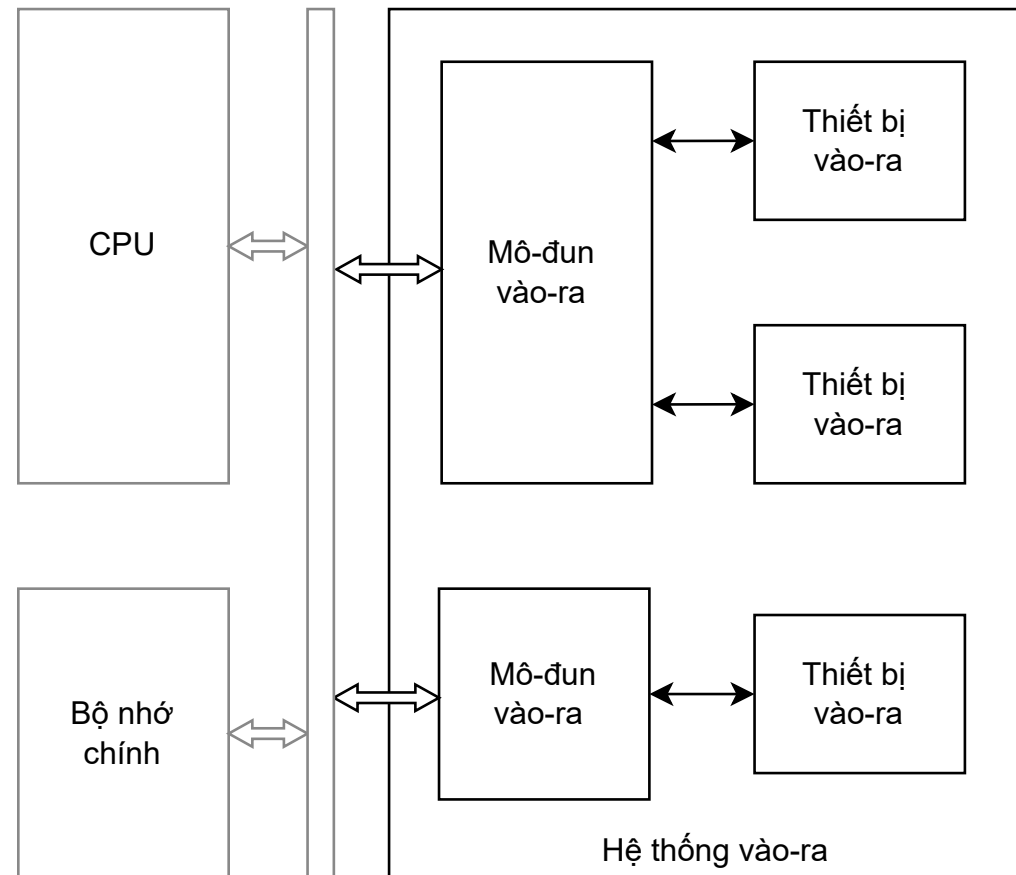 CPU
Mô-đun
vào-ra
Thiết bị
vào-ra
Thiết bị
vào-ra
Bộ nhớ
chính
Mô-đun
vào-ra
Thiết bị
vào-ra
Hệ thống vào-ra